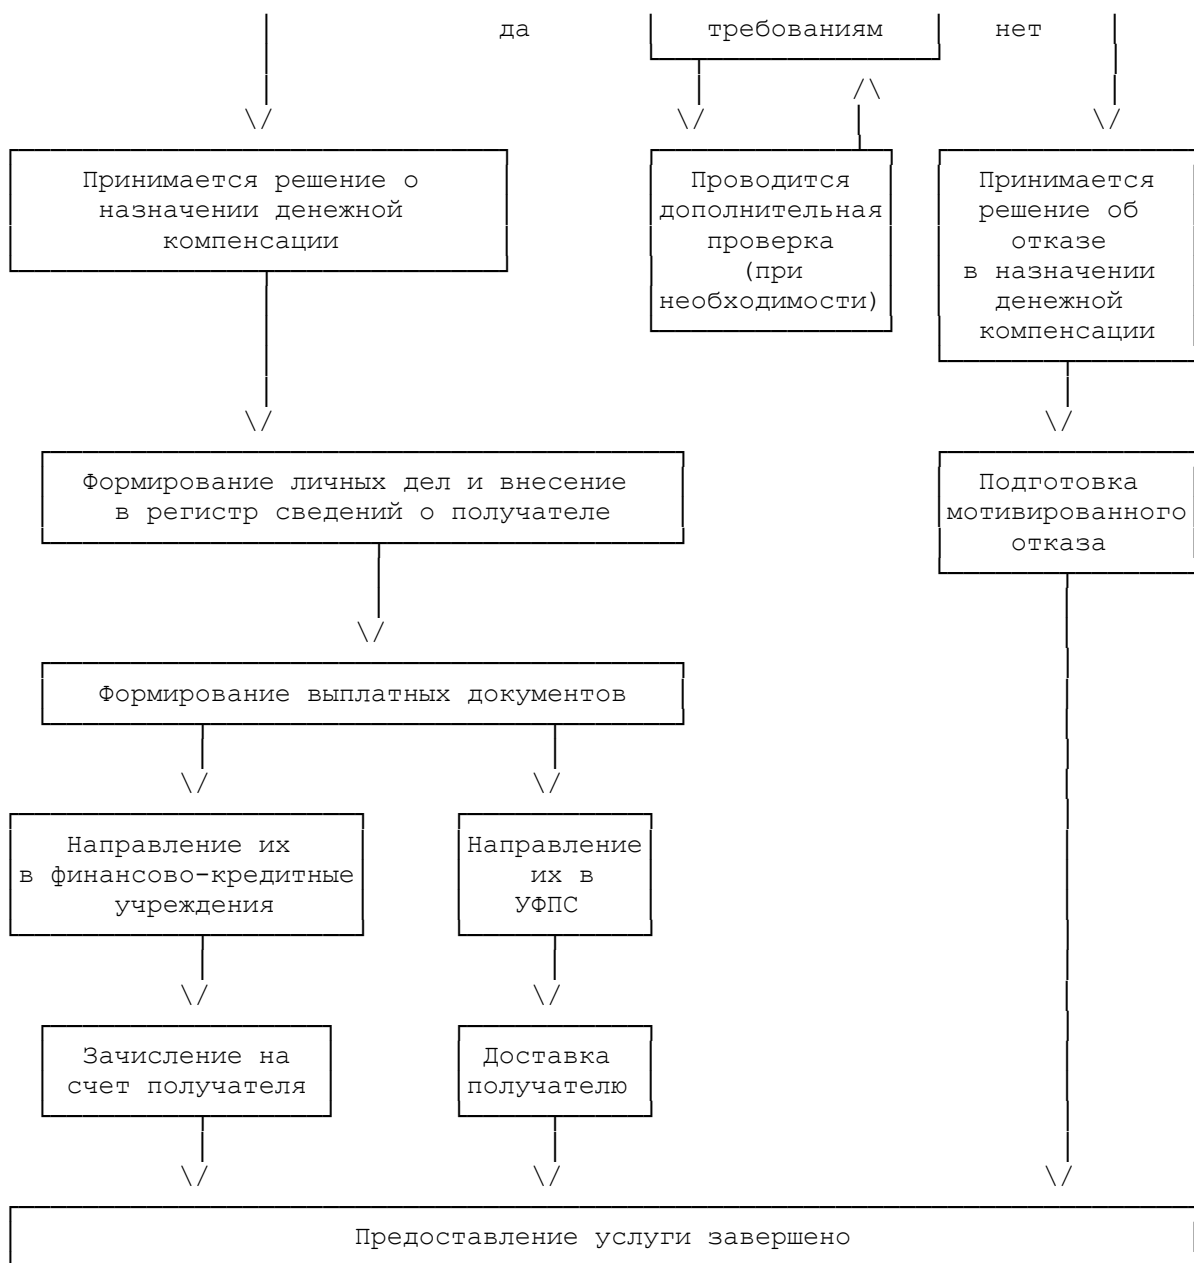 да
требованиям
нет
Принимается решение о
назначении денежной
компенсации
Проводится
дополнительная
проверка
(при
необходимости)
Принимается
решение об
отказе
в назначении
денежной
компенсации
Формирование личных дел и внесение
в регистр сведений о получателе
Подготовка
мотивированного
отказа
Формирование выплатных документов
Направление их
в финансово-кредитные
учреждения
Направление
их в
УФПС
Зачисление на
счет получателя
Доставка
получателю
Предоставление услуги завершено